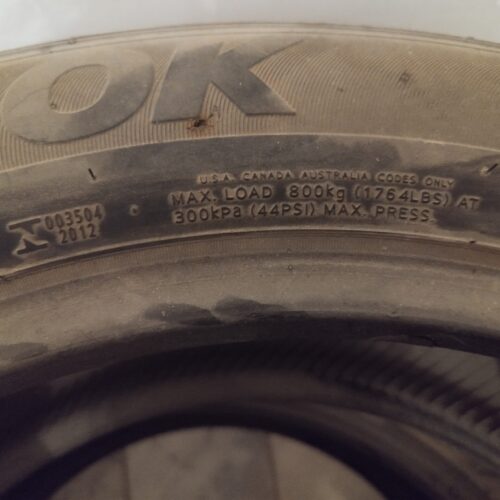 OK
U.S.A. CANADA AUSTRALIA CODES ONLY
MAX. LOAD 800kg (1764LBS) AT
300kPa (44PSI) MAX. PRESS.
003504
2012